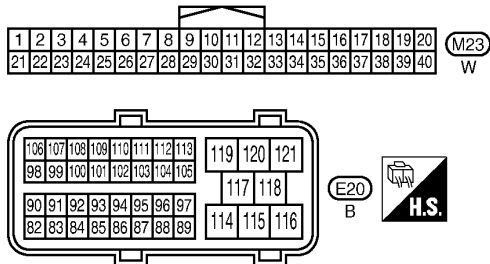 1 2 3 4 5 6 7 8 9 10 11 12 13 14 15 16 17 18 19 20
21 22 23 24 25 26 27 28 29 30 31 32 33 34 35 36 37 38 39 40
M23
W
106 107 108 109 110 111 112 113
98 99 100 101 102 103 104 105
90 91 92 93 94 95 96 97
82 83 84 85 86 87 88 89
119 120 121
117 118
114 115 116
E20
B
H.S.